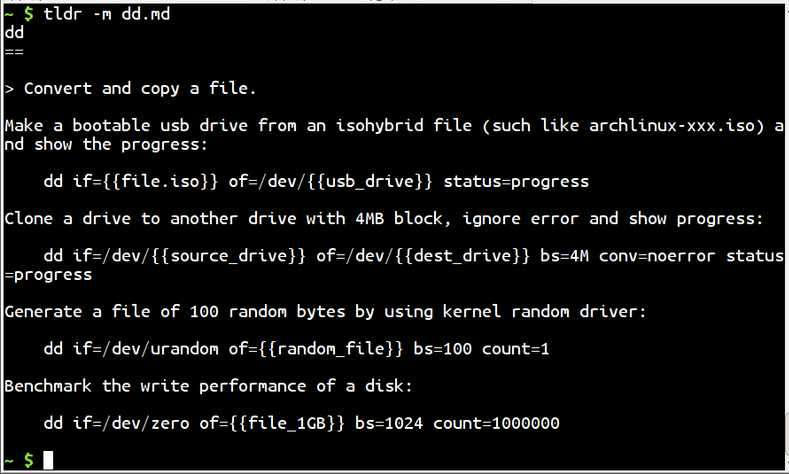 ~ $ tldr -m dd.md
dd
==
> Convert and copy a file.
Make a bootable usb drive from an isohybrid file (such like archlinux-xxx.iso) a
nd show the progress:
dd if={{file.iso}} of=/dev/{{usb_drive}} status=progress
Clone a drive to another drive with 4MB block, ignore error and show progress:
dd if=/dev/{{source_drive}} of=/dev/{{dest_drive}} bs=4M conv=noerror status
=progress
Generate a file of 100 random bytes by using kernel random driver:
dd if=/dev/urandom of={{random_file}} bs=100 count=1
Benchmark the write performance of a disk:
dd if=/dev/zero of={{file_1GB}} bs=1024 count=1000000
~ $